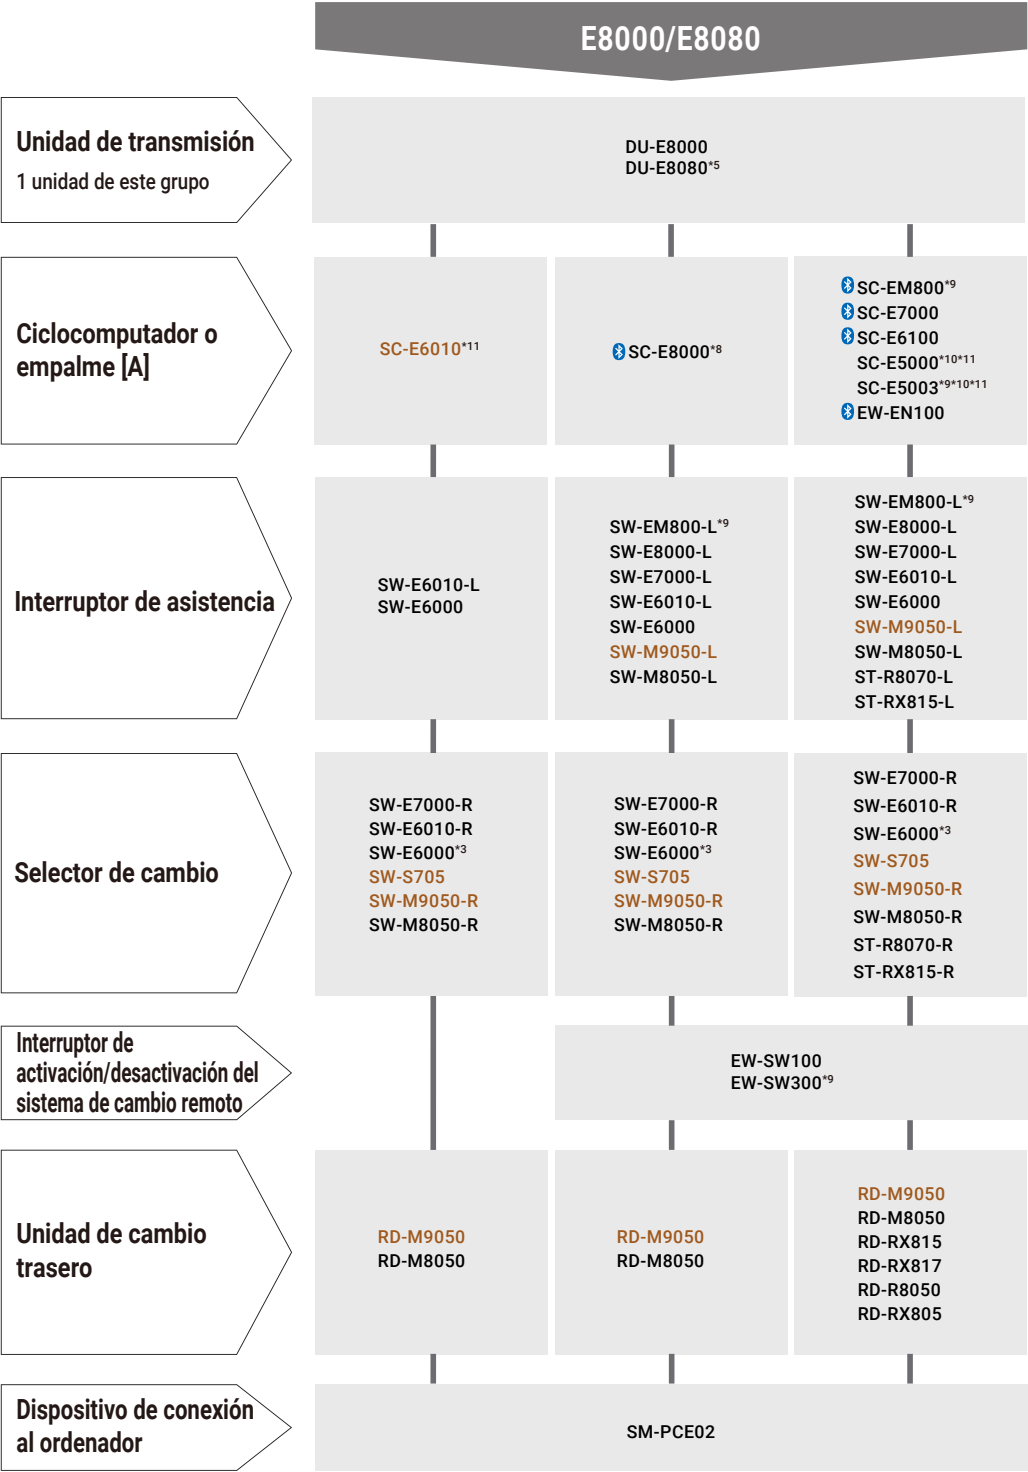 E8000/E8080
Unidad de transmisión
1 unidad de este grupo
DU-E8000
DU-E8080*5
Ciclocomputador o
empalme [A]
SC-E6010*11
SC-E8000*8
SC-EM800*9
SC-E7000
SC-E6100
SC-E5000*10*11
SC-E5003*9*10*11
EW-EN100
Interruptor de asistencia
SW-E6010-L
SW-E6000
SW-EM800-L*9
SW-E8000-L
SW-E7000-L
SW-E6010-L
SW-E6000
SW-M9050-L
SW-M8050-L
SW-EM800-L*9
SW-E8000-L
SW-E7000-L
SW-E6010-L
SW-E6000
SW-M9050-L
SW-M8050-L
ST-R8070-L
ST-RX815-L
Selector de cambio
SW-E7000-R
SW-E6010-R
SW-E6000*3
SW-S705
SW-M9050-R
SW-M8050-R
SW-E7000-R
SW-E6010-R
SW-E6000*3
SW-S705
SW-M9050-R
SW-M8050-R
SW-E7000-R
SW-E6010-R
SW-E6000*3
SW-S705
SW-M9050-R
SW-M8050-R
ST-R8070-R
ST-RX815-R
Interruptor de
activación/desactivación del
sistema de cambio remoto
EW-SW100
EW-SW300*9
Unidad de cambio
trasero
RD-M9050
RD-M8050
RD-M9050
RD-M8050
RD-M9050
RD-M8050
RD-RX815
RD-RX817
RD-R8050
RD-RX805
Dispositivo de conexión
al ordenador
SM-PCE02